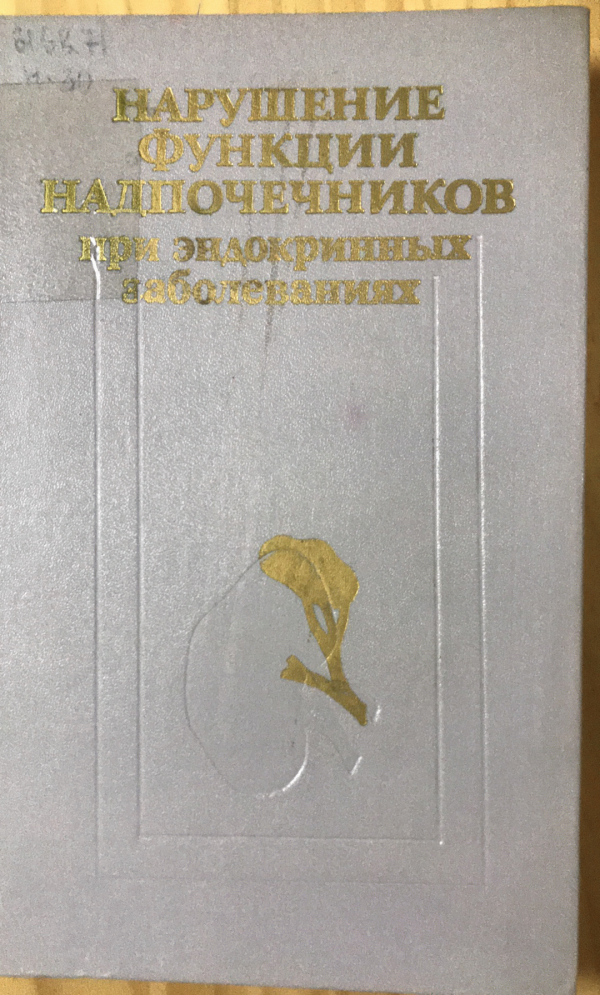 НАРУШЕНИЕ
ФУНКЦИИ
НАДПОЧЕЧНИКОВ
при эндокринных
заболеваниях